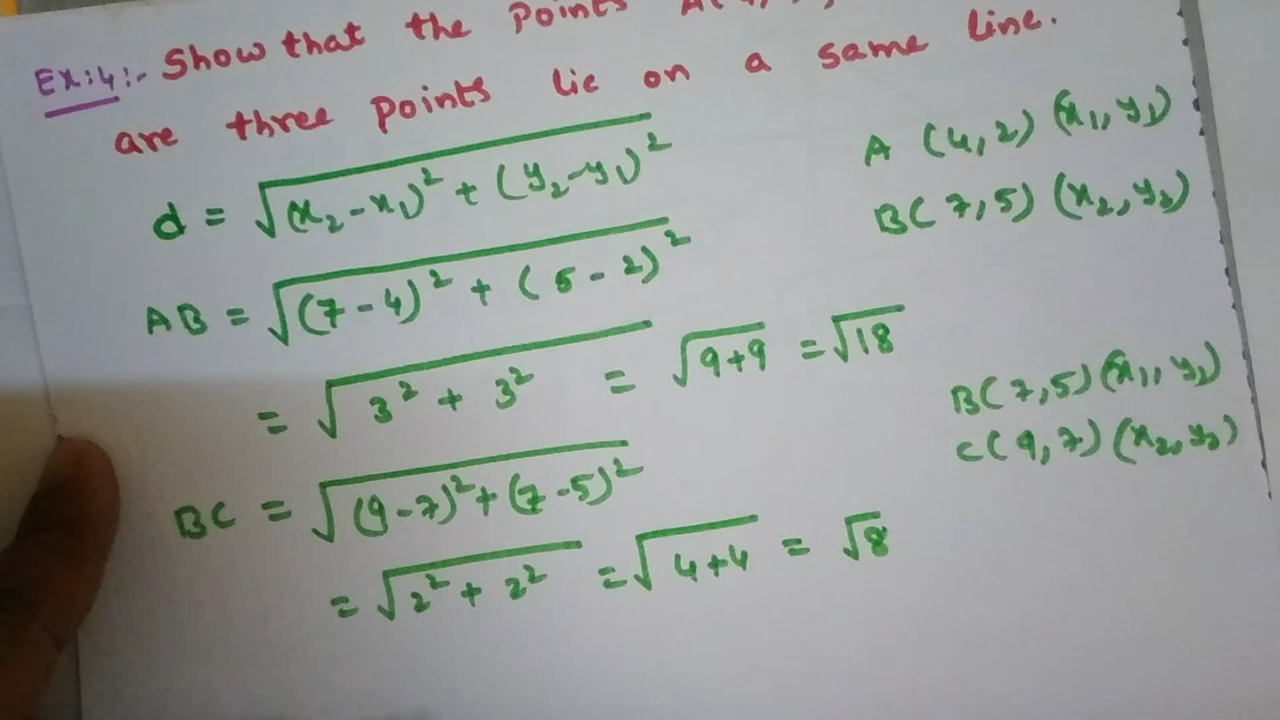 Ex:4:- Show that the Points
are three Points lie on a same line.
d = √(x₂-x₁)² + (y₂-y₁)²
A (4,2) (x₁, y₁)
B(7,5) (x₂, y₂)
AB = √(7-4)² + (5-2)²
= √3² + 3² = √9+9 = √18
B(7,5) (x₁, y₁)
C(9,7) (x₂, y₂)
BC = √(9-7)² + (7-5)²
= √2² + 2² = √4+4 = √8